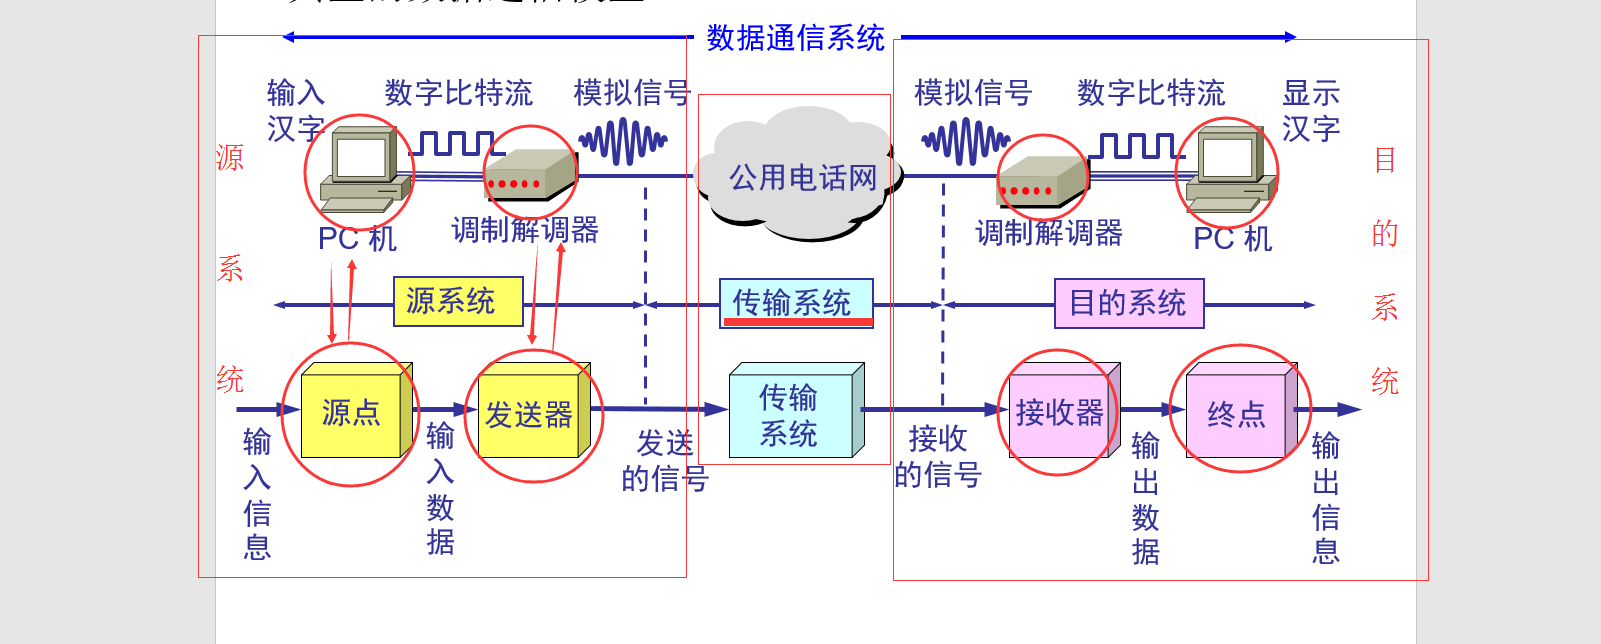 数据通信系统
输入
汉字
数字比特流
模拟信号
模拟信号
数字比特流
显示
汉字
公用电话网
PC 机
调制解调器
调制解调器
PC 机
源系统
目的系统
源系统
传输系统
目的系统
源点
发送器
传输
系统
接收器
终点
输入信息
输入数据
发送
的信号
接收
的信号
输出数据
输出信息